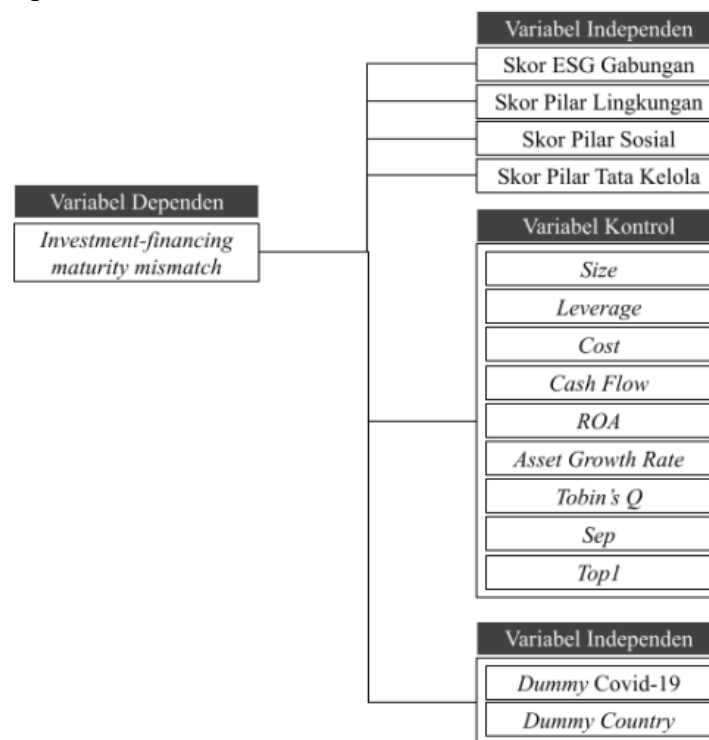 Variabel Independen
Skor ESG Gabungan
Skor Pilar Lingkungan
Skor Pilar Sosial
Skor Pilar Tata Kelola
Variabel Dependen
Investment-financing
maturity mismatch
Variabel Kontrol
Size
Leverage
Cost
Cash Flow
ROA
Asset Growth Rate
Tobin's Q
Sep
Top1
Variabel Independen
Dummy Covid-19
Dummy Country